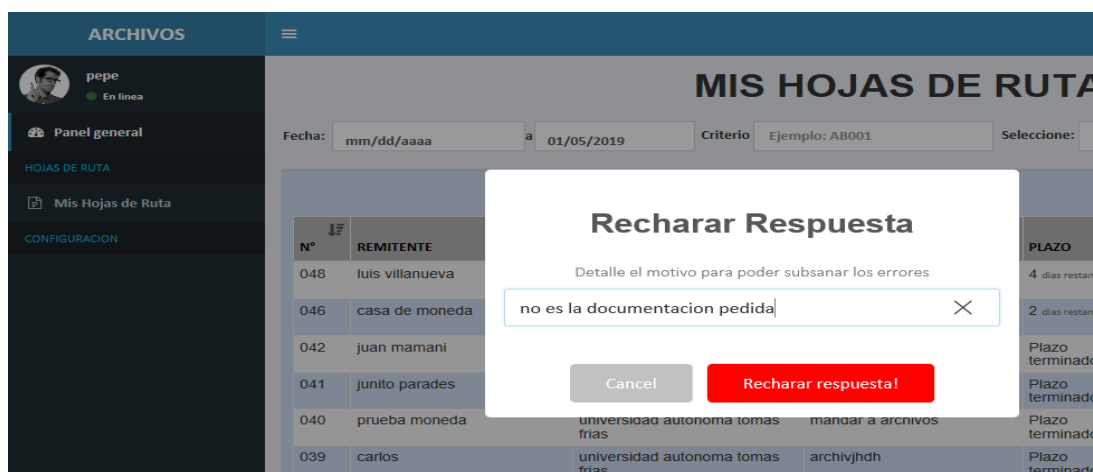 ARCHIVOS
pepe
En linea
Panel general
HOJAS DE RUTA
Mis Hojas de Ruta
CONFIGURACION
MIS HOJAS DE RUTA
Fecha: mm/dd/aaaa a 01/05/2019 Criterio Ejemplo: AB001 Seleccione:
Recharar Respuesta
Detalle el motivo para poder subsanar los errores
no es la documentacion pedida
Cancel Recharar respuesta!
N° REMITENTE PLAZO
048 luis villanueva 4 dias restan
046 casa de moneda 2 dias restan
042 juan mamani Plazo
terminado
041 junito parades Plazo
terminado
040 prueba moneda universidad autonoma tomas mandar a archivos Plazo
frias terminado
039 carlos universidad autonoma tomas archivjhdh Plazo
frias terminado